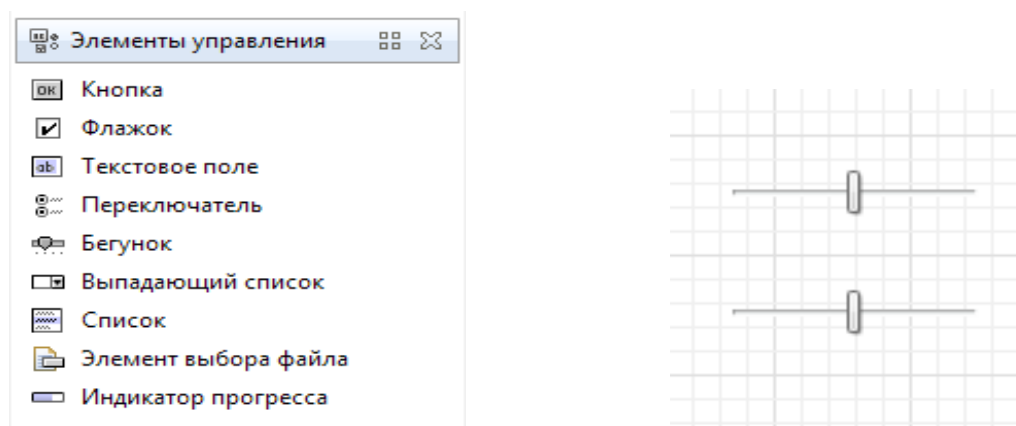 Элементы управления
OK Кнопка
Флажок
ab Текстовое поле
Переключатель
Бегунок
Выпадающий список
Список
Элемент выбора файла
Индикатор прогресса